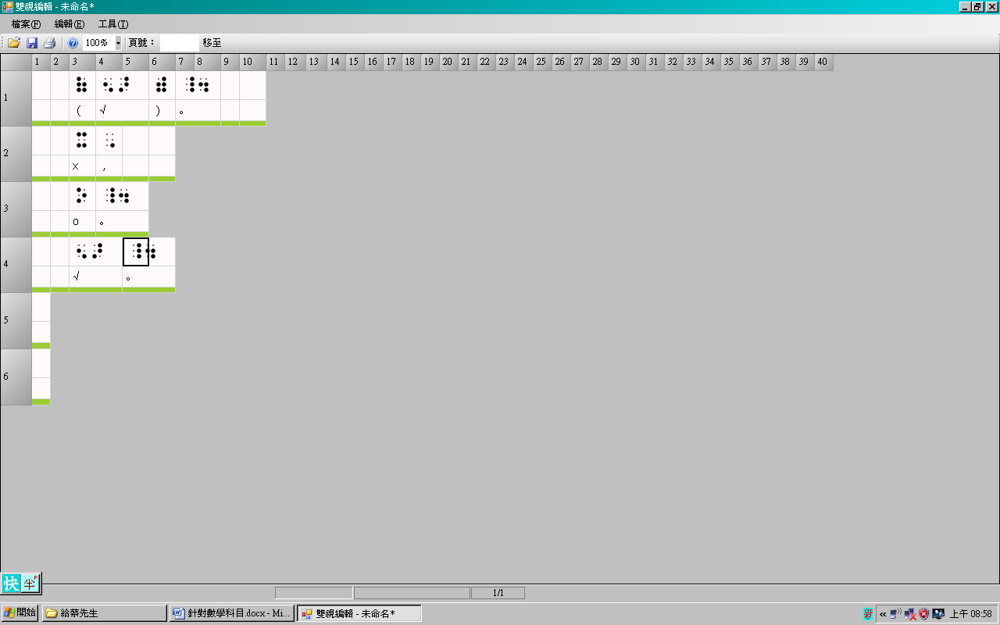 雙視編輯 - 未命名*
檔案(F) 編輯(E) 工具(T)
100% 頁號： 移至
1 2 3 4 5 6 7 8 9 10 11 12 13 14 15 16 17 18 19 20 21 22 23 24 25 26 27 28 29 30 31 32 33 34 35 36 37 38 39 40
1
⠷ ⠢⠜ ⠾ ⠸⠲
( √ ) 。
2
⠭ ⠠
× ,
3
⠕ ⠸⠲
O 。
4
⠢⠜ ⠸⠲
√ 。
5
6
快 半 P
1/1
開始 給蔡先生 針對數學科目.docx - Mi... 雙視編輯 - 未命名* 新 « 上午 08:58